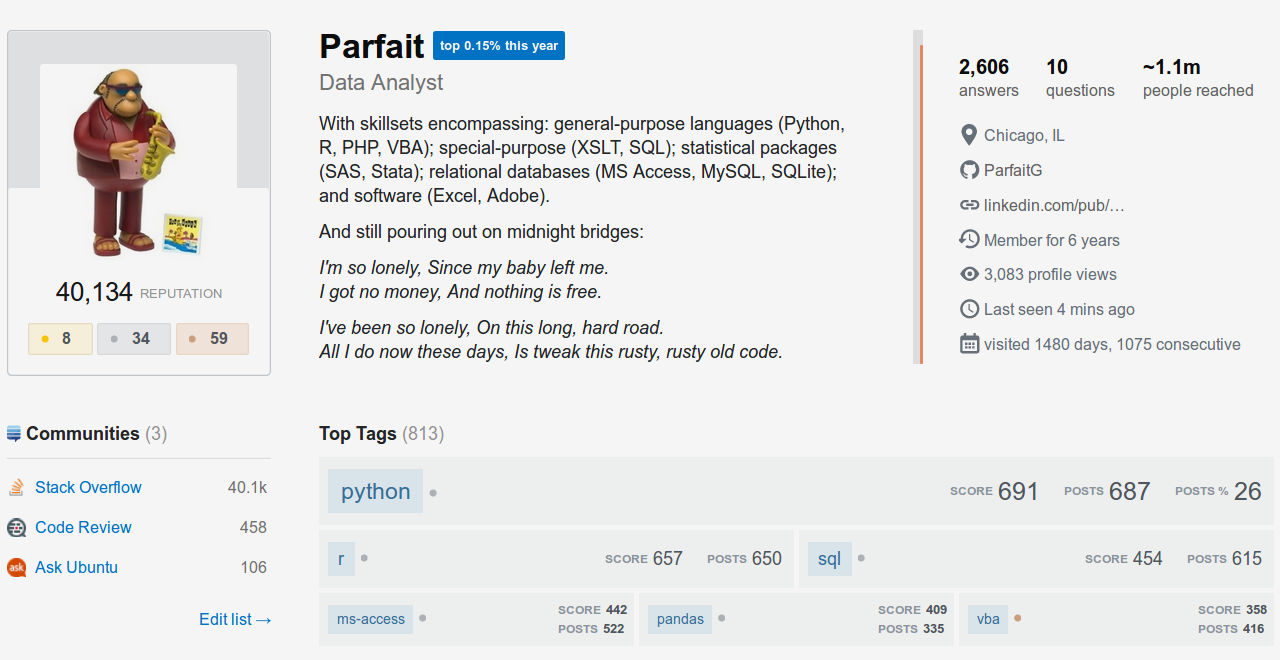 Parfait top 0.15% this year
Data Analyst
With skillsets encompassing: general-purpose languages (Python,
R, PHP, VBA); special-purpose (XSLT, SQL); statistical packages
(SAS, Stata); relational databases (MS Access, MySQL, SQLite);
and software (Excel, Adobe).
And still pouring out on midnight bridges:
I'm so lonely, Since my baby left me.
I got no money, And nothing is free.
I've been so lonely, On this long, hard road.
All I do now these days, Is tweak this rusty, rusty old code.
40,134 REPUTATION
8 34 59
2,606 10 ~1.1m
answers questions people reached
Chicago, IL
ParfaitG
linkedin.com/pub/…
Member for 6 years
3,083 profile views
Last seen 4 mins ago
visited 1480 days, 1075 consecutive
Communities (3)
Stack Overflow 40.1k
Code Review 458
ask Ask Ubuntu 106
Edit list →
Top Tags (813)
python SCORE 691 POSTS 687 POSTS % 26
r SCORE 657 POSTS 650
sql SCORE 454 POSTS 615
ms-access SCORE 442
POSTS 522
pandas SCORE 409
POSTS 335
vba SCORE 358
POSTS 416